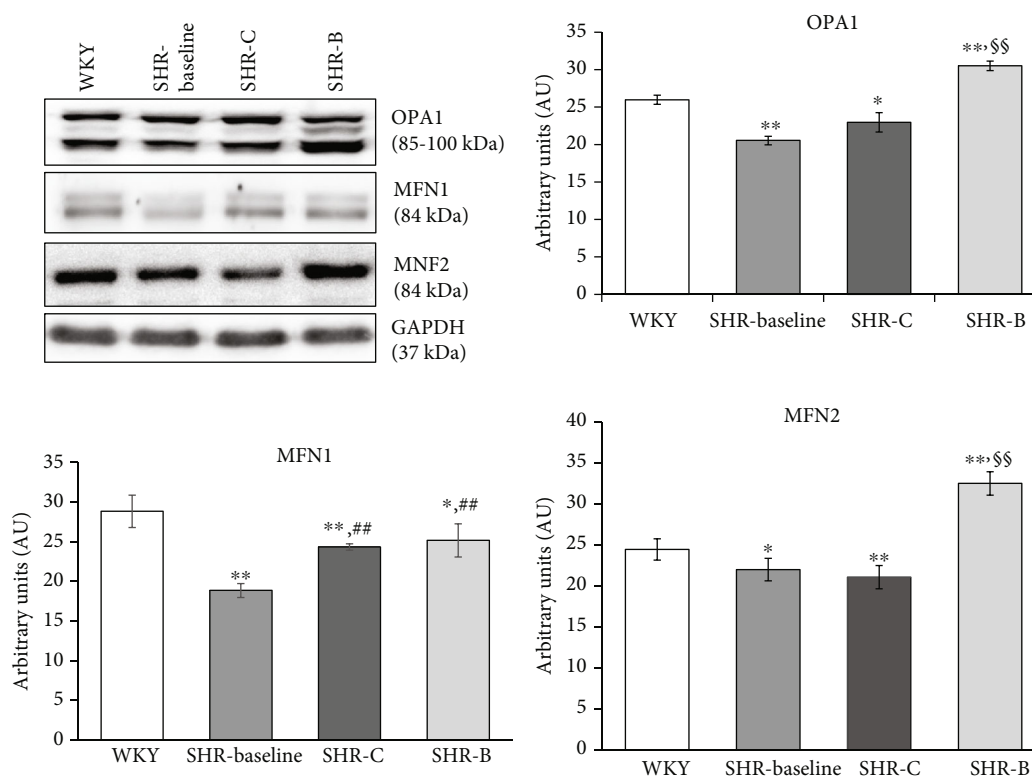 WKY
SHR-
baseline
SHR-C
SHR-B
OPA1
(85-100 kDa)
MFN1
(84 kDa)
MNF2
(84 kDa)
GAPDH
(37 kDa)
OPA1
Arbitrary units (AU)
35
30
25
20
15
10
5
0
**
*
**,§§
WKY
SHR-baseline
SHR-C
SHR-B
MFN1
Arbitrary units (AU)
35
30
25
20
15
10
5
0
**
**,##
*,##
WKY
SHR-baseline
SHR-C
SHR-B
MFN2
Arbitrary units (AU)
40
35
30
25
20
15
10
5
0
*
**
**,§§
WKY
SHR-baseline
SHR-C
SHR-B